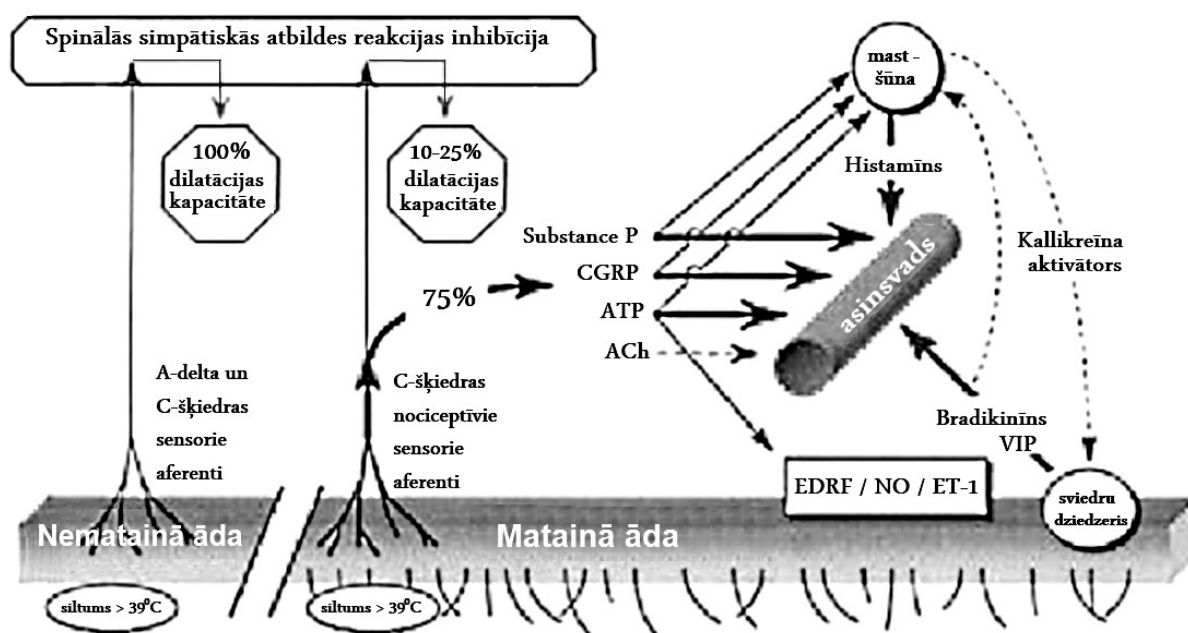 Spinālās simpātiskās atbildes reakcijas inhibīcija
100%
dilatācijas
kapacitāte
10-25%
dilatācijas
kapacitāte
mast -
šūna
Histamīns
Substance P
CGRP
ATP
ACh
75%
asinsvads
Kallikreīna
aktivātors
A-delta un
C-šķiedras
sensorie
aferenti
C-šķiedras
nociceptīvie
sensorie
aferenti
Bradikinīns
VIP
EDRF / NO / ET-1
sviedru
dziedzeris
Nematainā āda
Matainā āda
siltums > 39⁰C
siltums > 39⁰C